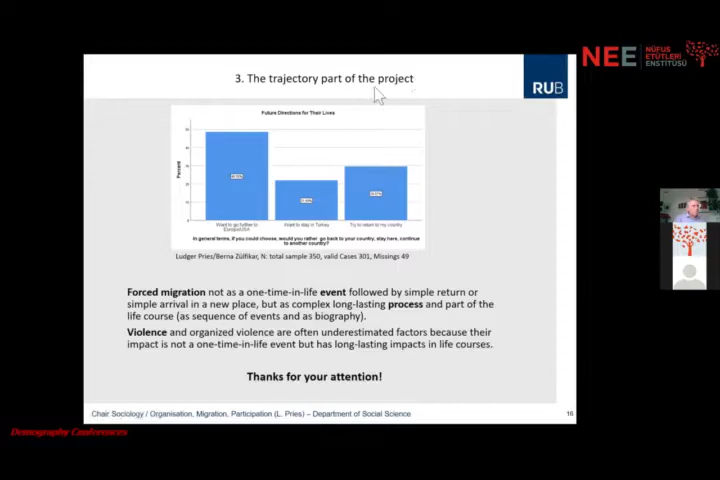 3. The trajectory part of the project
RUB
NEE
NÜFUS
ETÜTLERİ
ENSTİTÜSÜ
Future Directions for Their Lives
Percent
Want to go further to
Europe/USA
Want to stay in Turkey
Try to return to my country
In general terms, if you could choose, would you rather: go back to your country, stay here, continue
to another country?
Ludger Pries/Berna Zülfikar, N: total sample 350, valid Cases 301, Missings 49
Forced migration not as a one-time-in-life event followed by simple return or
simple arrival in a new place, but as complex long-lasting process and part of the
life course (as sequence of events and as biography).
Violence and organized violence are often underestimated factors because their
impact is not a one-time-in-life event but has long-lasting impacts in life courses.
Thanks for your attention!
Chair Sociology / Organisation, Migration, Participation (L. Pries) – Department of Social Science
16
Demography Conferences